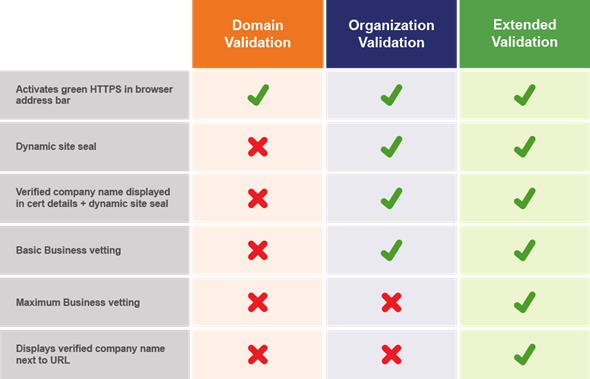 Domain
Validation
Organization
Validation
Extended
Validation
Activates green HTTPS in browser
address bar
Dynamic site seal
Verified company name displayed
in cert details + dynamic site seal
Basic Business vetting
Maximum Business vetting
Displays verified company name
next to URL